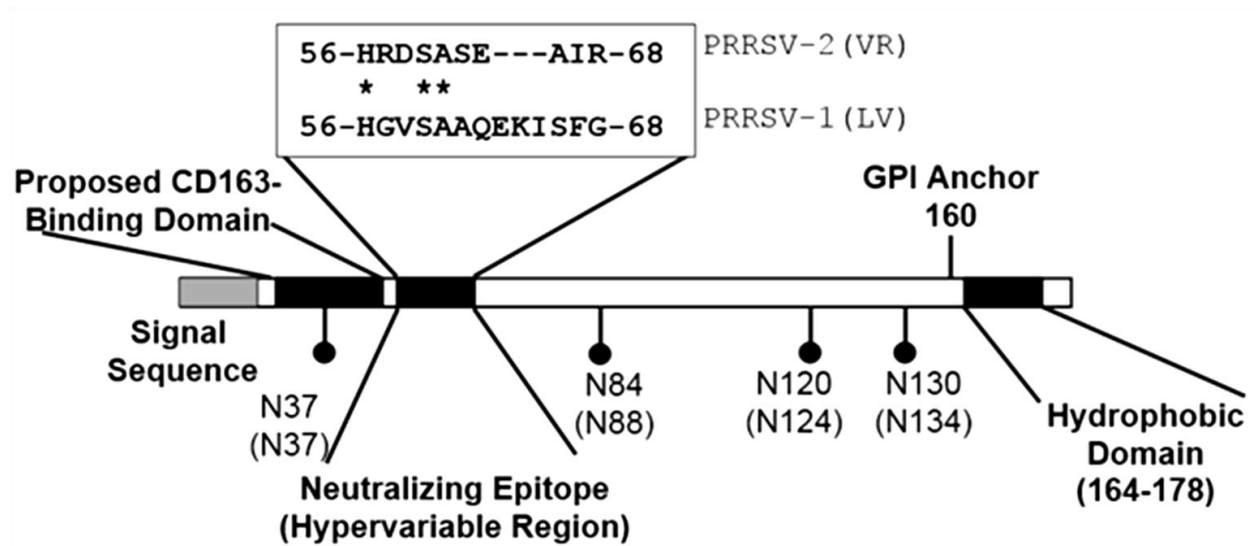 56-HRDSASE---AIR-68 PRRSV-2(VR)
* **
56-HGVSAAQEKISFG-68 PRRSV-1(LV)
Proposed CD163-
Binding Domain
GPI Anchor
160
Signal
Sequence
N37
(N37)
N84
(N88)
N120
(N124)
N130
(N134)
Hydrophobic
Domain
(164-178)
Neutralizing Epitope
(Hypervariable Region)